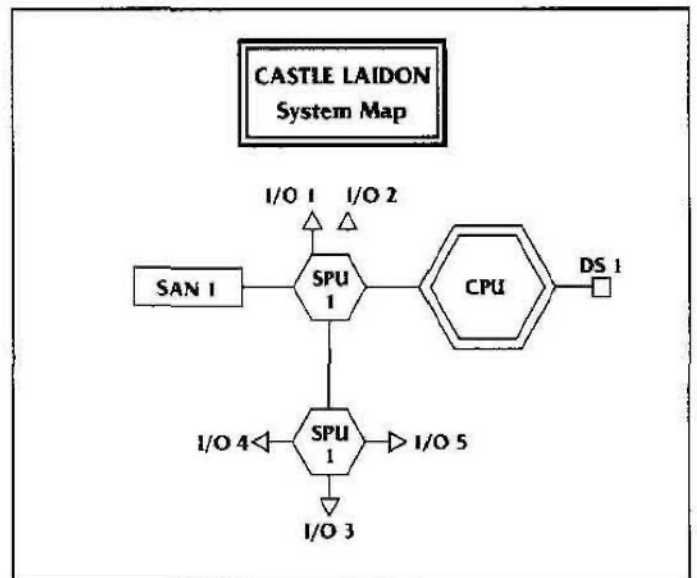 CASTLE LAIDON
System Map
I/O 1
I/O 2
SAN 1
SPU
1
CPU
DS 1
I/O 4
SPU
1
I/O 5
I/O 3